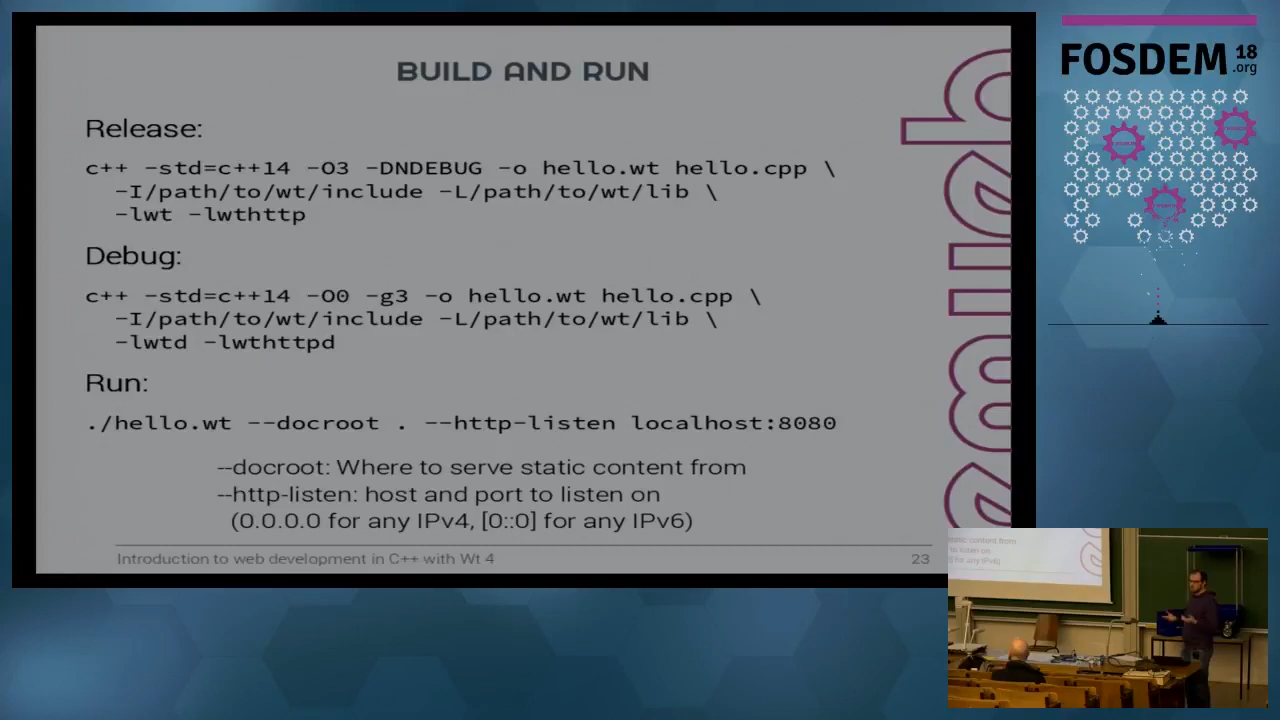 BUILD AND RUN
Release:
c++ -std=c++14 -O3 -DNDEBUG -o hello.wt hello.cpp \
-I/path/to/wt/include -L/path/to/wt/lib \
-lwt -lwthttp
Debug:
c++ -std=c++14 -O0 -g3 -o hello.wt hello.cpp \
-I/path/to/wt/include -L/path/to/wt/lib \
-lwtd -lwthttpd
Run:
./hello.wt --docroot . --http-listen localhost:8080
--docroot: Where to serve static content from
--http-listen: host and port to listen on
(0.0.0.0 for any IPv4, [0::0] for any IPv6)
Introduction to web development in C++ with Wt 4
23
FOSDEM 18
.org